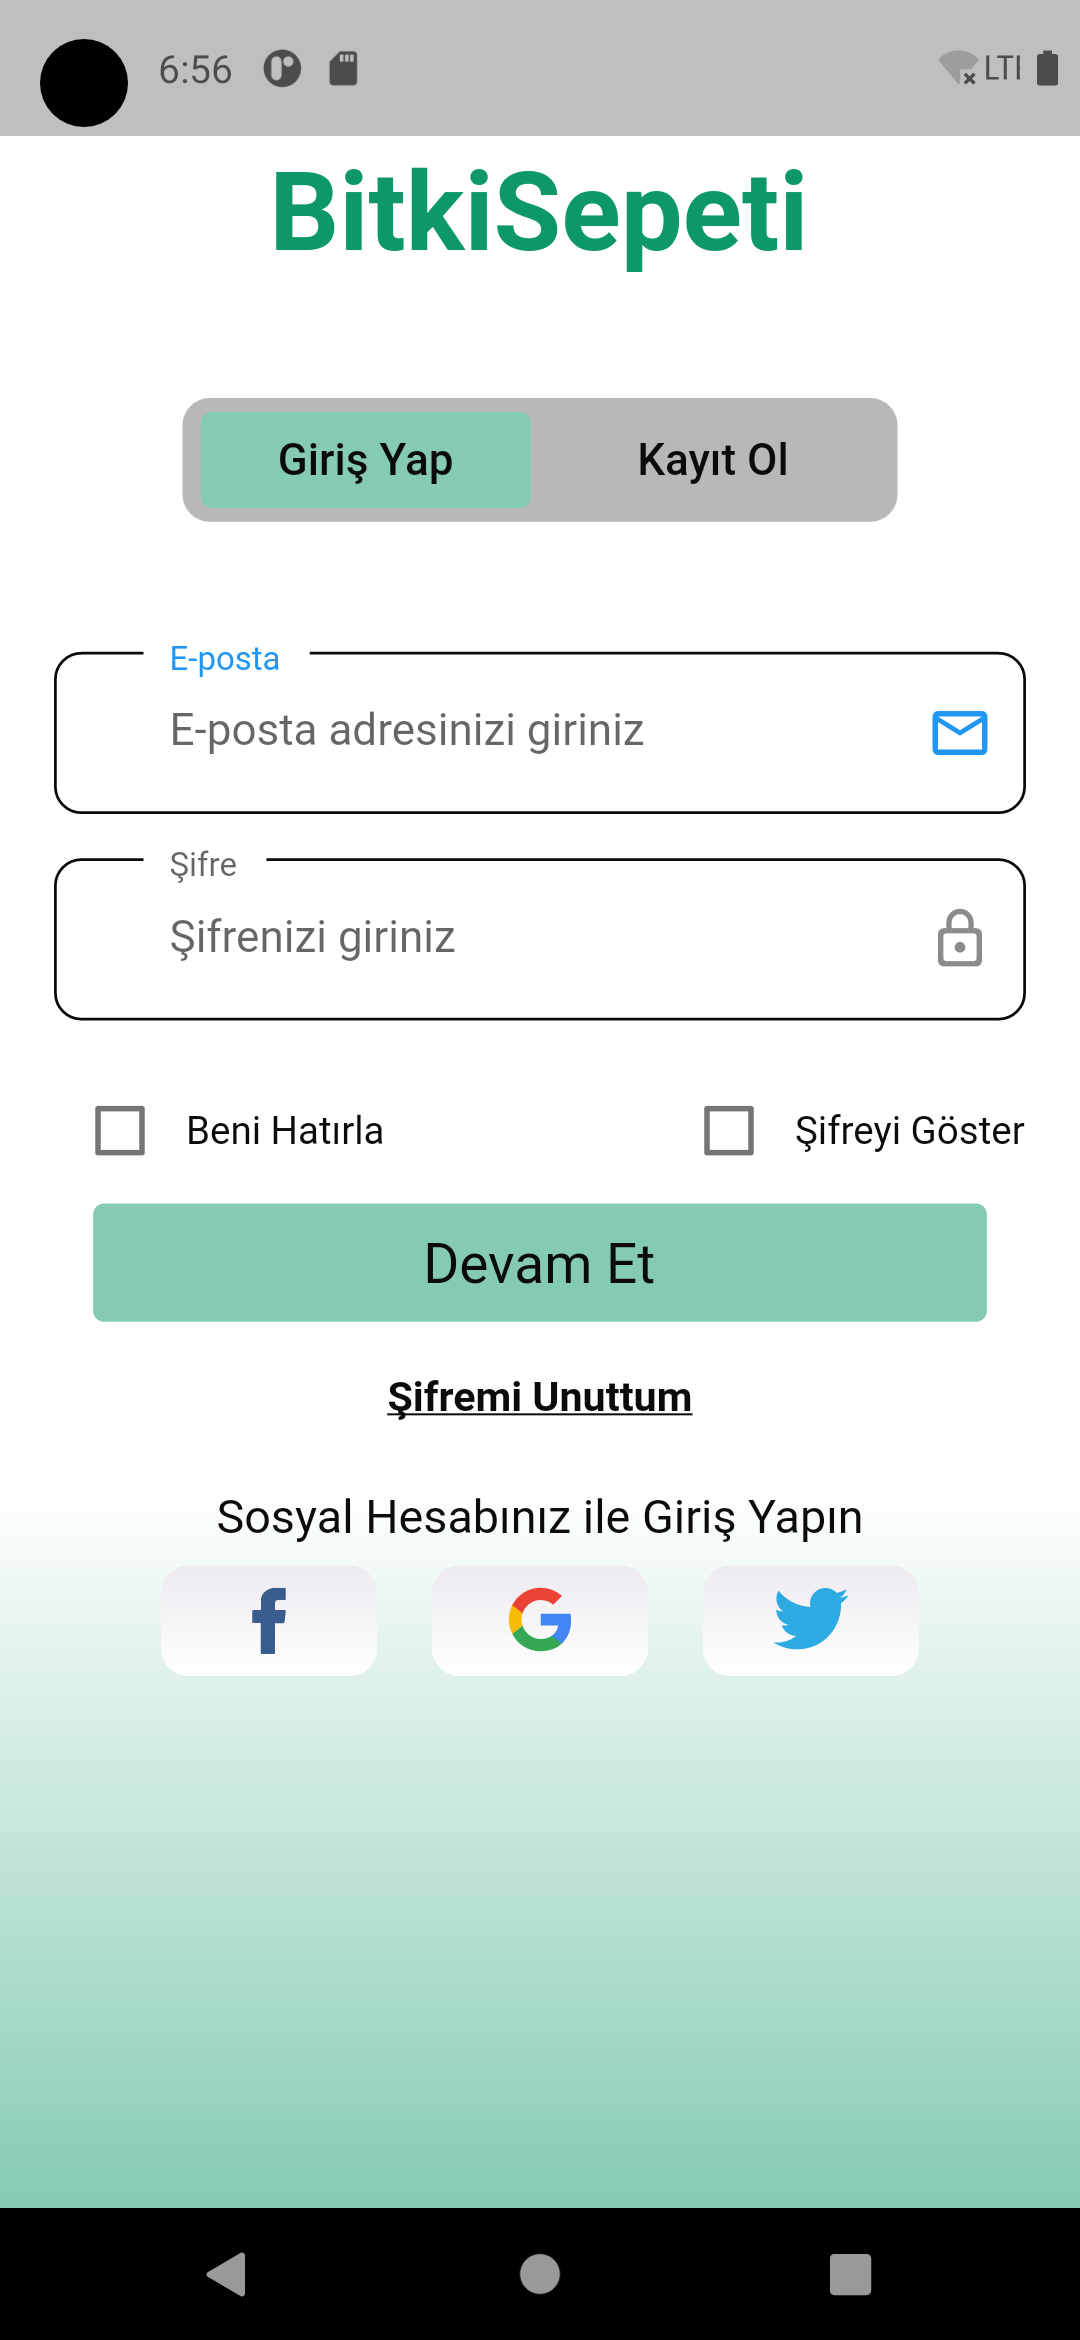 6:56
BitkiSepeti
Giriş Yap Kayıt Ol
E-posta
E-posta adresinizi giriniz
Şifre
Şifrenizi giriniz
Beni Hatırla Şifreyi Göster
Devam Et
Şifremi Unuttum
Sosyal Hesabınız ile Giriş Yapın